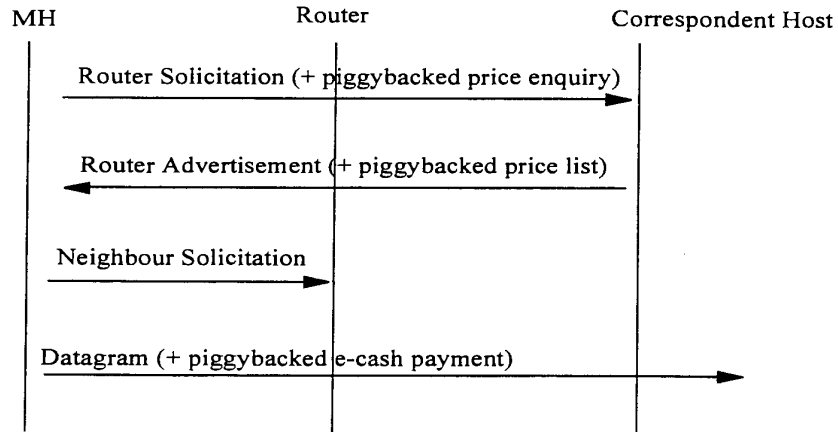 MH
Router
Correspondent Host
Router Solicitation (+ piggybacked price enquiry)
Router Advertisement (+ piggybacked price list)
Neighbour Solicitation
Datagram (+ piggybacked e-cash payment)